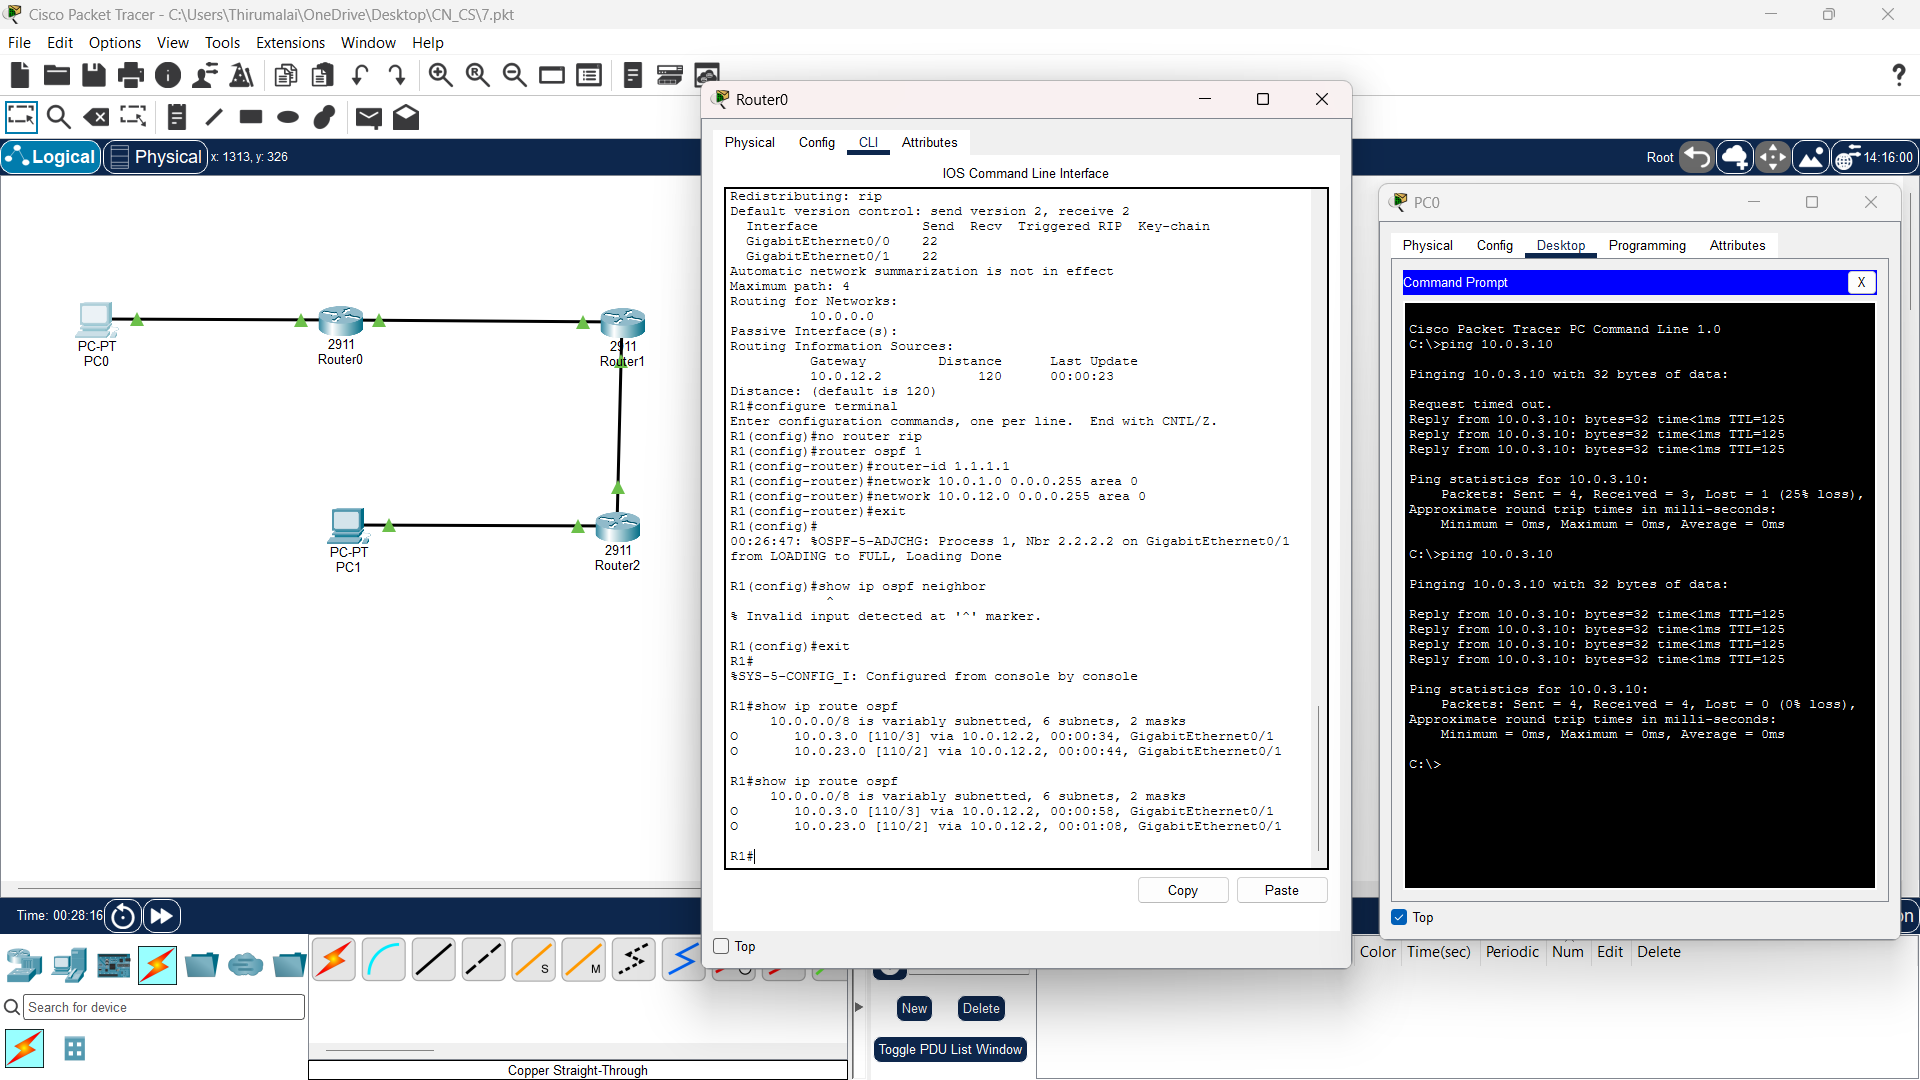 Cisco Packet Tracer - C:\Users\Thirumalai\OneDrive\Desktop\CN_CS\7.pkt
File Edit Options View Tools Extensions Window Help
Logical Physical x: 1313, y: 326
Root 14:16:00
PC-PT
PC0
2911
Router0
2911
Router1
PC-PT
PC1
2911
Router2
Router0
Physical Config CLI Attributes
IOS Command Line Interface
Redistributing: rip
Default version control: send version 2, receive 2
Interface Send Recv Triggered RIP Key-chain
GigabitEthernet0/0 22
GigabitEthernet0/1 22
Automatic network summarization is not in effect
Maximum path: 4
Routing for Networks:
10.0.0.0
Passive Interface(s):
Routing Information Sources:
Gateway Distance Last Update
10.0.12.2 120 00:00:23
Distance: (default is 120)
R1#configure terminal
Enter configuration commands, one per line. End with CNTL/Z.
R1(config)#no router rip
R1(config)#router ospf 1
R1(config-router)#router-id 1.1.1.1
R1(config-router)#network 10.0.1.0 0.0.0.255 area 0
R1(config-router)#network 10.0.12.0 0.0.0.255 area 0
R1(config-router)#exit
R1(config)#
00:26:47: %OSPF-5-ADJCHG: Process 1, Nbr 2.2.2.2 on GigabitEthernet0/1
from LOADING to FULL, Loading Done
R1(config)#show ip ospf neighbor
^
% Invalid input detected at '^' marker.
R1(config)#exit
R1#
%SYS-5-CONFIG_I: Configured from console by console
R1#show ip route ospf
10.0.0.0/8 is variably subnetted, 6 subnets, 2 masks
O 10.0.3.0 [110/3] via 10.0.12.2, 00:00:34, GigabitEthernet0/1
O 10.0.23.0 [110/2] via 10.0.12.2, 00:00:44, GigabitEthernet0/1
R1#show ip route ospf
10.0.0.0/8 is variably subnetted, 6 subnets, 2 masks
O 10.0.3.0 [110/3] via 10.0.12.2, 00:00:58, GigabitEthernet0/1
O 10.0.23.0 [110/2] via 10.0.12.2, 00:01:08, GigabitEthernet0/1
R1#
Copy Paste
Top
PC0
Physical Config Desktop Programming Attributes
Command Prompt X
Cisco Packet Tracer PC Command Line 1.0
C:\>ping 10.0.3.10
Pinging 10.0.3.10 with 32 bytes of data:
Request timed out.
Reply from 10.0.3.10: bytes=32 time<1ms TTL=125
Reply from 10.0.3.10: bytes=32 time<1ms TTL=125
Reply from 10.0.3.10: bytes=32 time<1ms TTL=125
Ping statistics for 10.0.3.10:
Packets: Sent = 4, Received = 3, Lost = 1 (25% loss),
Approximate round trip times in milli-seconds:
Minimum = 0ms, Maximum = 0ms, Average = 0ms
C:\>ping 10.0.3.10
Pinging 10.0.3.10 with 32 bytes of data:
Reply from 10.0.3.10: bytes=32 time<1ms TTL=125
Reply from 10.0.3.10: bytes=32 time<1ms TTL=125
Reply from 10.0.3.10: bytes=32 time<1ms TTL=125
Reply from 10.0.3.10: bytes=32 time<1ms TTL=125
Ping statistics for 10.0.3.10:
Packets: Sent = 4, Received = 4, Lost = 0 (0% loss),
Approximate round trip times in milli-seconds:
Minimum = 0ms, Maximum = 0ms, Average = 0ms
C:\>
Top
Time: 00:28:16
Color Time(sec) Periodic Num Edit Delete
S M
Search for device
New Delete
Toggle PDU List Window
Copper Straight-Through